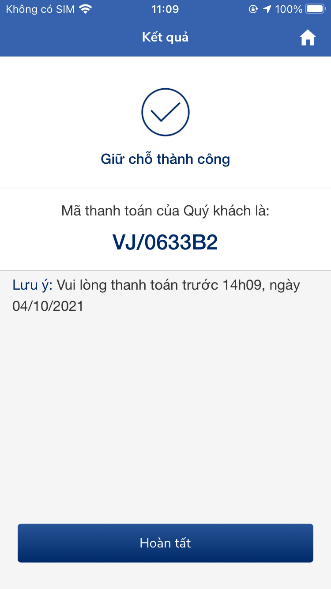 Không có SIM
11:09
100%
Kết quả
Giữ chỗ thành công
Mã thanh toán của Quý khách là:
VJ/0633B2
Lưu ý: Vui lòng thanh toán trước 14h09, ngày
04/10/2021
Hoàn tất